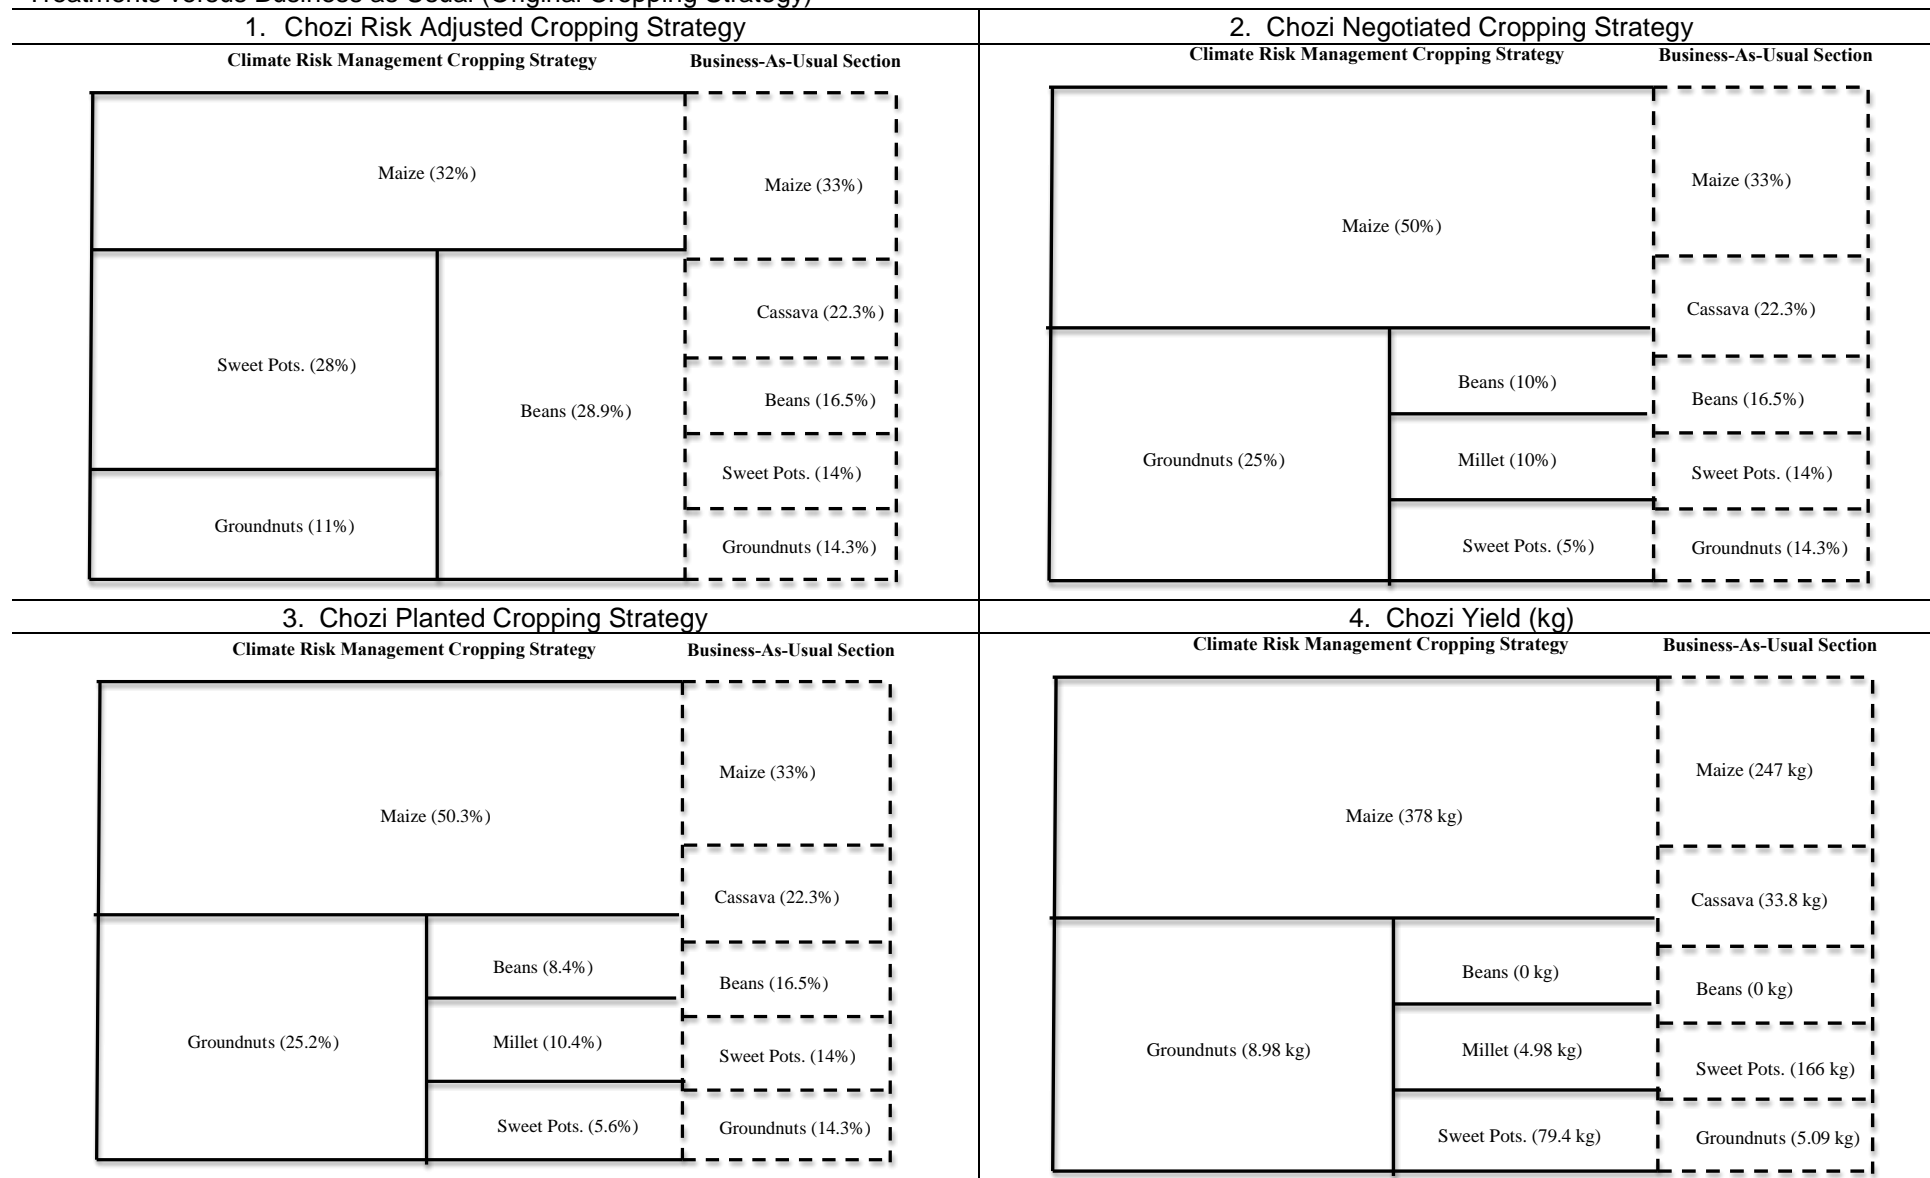 Treatments versus Business as Usual (Original Cropping Strategy)
1. Chozi Risk Adjusted Cropping Strategy
Climate Risk Management Cropping Strategy
Business-As-Usual Section
Maize (32%)
Sweet Pots. (28%)
Beans (28.9%)
Groundnuts (11%)
Maize (33%)
Cassava (22.3%)
Beans (16.5%)
Sweet Pots. (14%)
Groundnuts (14.3%)
2. Chozi Negotiated Cropping Strategy
Climate Risk Management Cropping Strategy
Business-As-Usual Section
Maize (50%)
Groundnuts (25%)
Beans (10%)
Millet (10%)
Sweet Pots. (5%)
Maize (33%)
Cassava (22.3%)
Beans (16.5%)
Sweet Pots. (14%)
Groundnuts (14.3%)
3. Chozi Planted Cropping Strategy
Climate Risk Management Cropping Strategy
Business-As-Usual Section
Maize (50.3%)
Groundnuts (25.2%)
Beans (8.4%)
Millet (10.4%)
Sweet Pots. (5.6%)
Maize (33%)
Cassava (22.3%)
Beans (16.5%)
Sweet Pots. (14%)
Groundnuts (14.3%)
4. Chozi Yield (kg)
Climate Risk Management Cropping Strategy
Business-As-Usual Section
Maize (378 kg)
Groundnuts (8.98 kg)
Beans (0 kg)
Millet (4.98 kg)
Sweet Pots. (79.4 kg)
Maize (247 kg)
Cassava (33.8 kg)
Beans (0 kg)
Sweet Pots. (166 kg)
Groundnuts (5.09 kg)